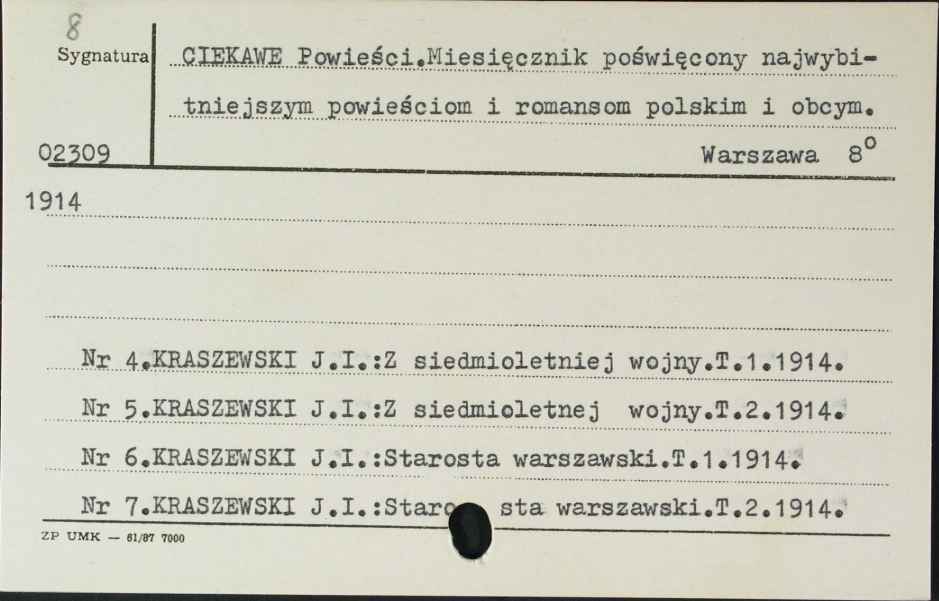 8
Sygnatura
CIEKAWE Powieści.Miesięcznik poświęcony najwybi-
tniejszym powieściom i romansom polskim i obcym.
02309
Warszawa 8°
1914
Nr 4.KRASZEWSKI J.I.:Z siedmioletniej wojny.T.1.1914.
Nr 5.KRASZEWSKI J.I.:Z siedmioletnej wojny.T.2.1914.
Nr 6.KRASZEWSKI J.I.:Starosta warszawski.T.1.1914.
Nr 7.KRASZEWSKI J.I.:Staro sta warszawski.T.2.1914.
ZP UMK — 61/87 7000